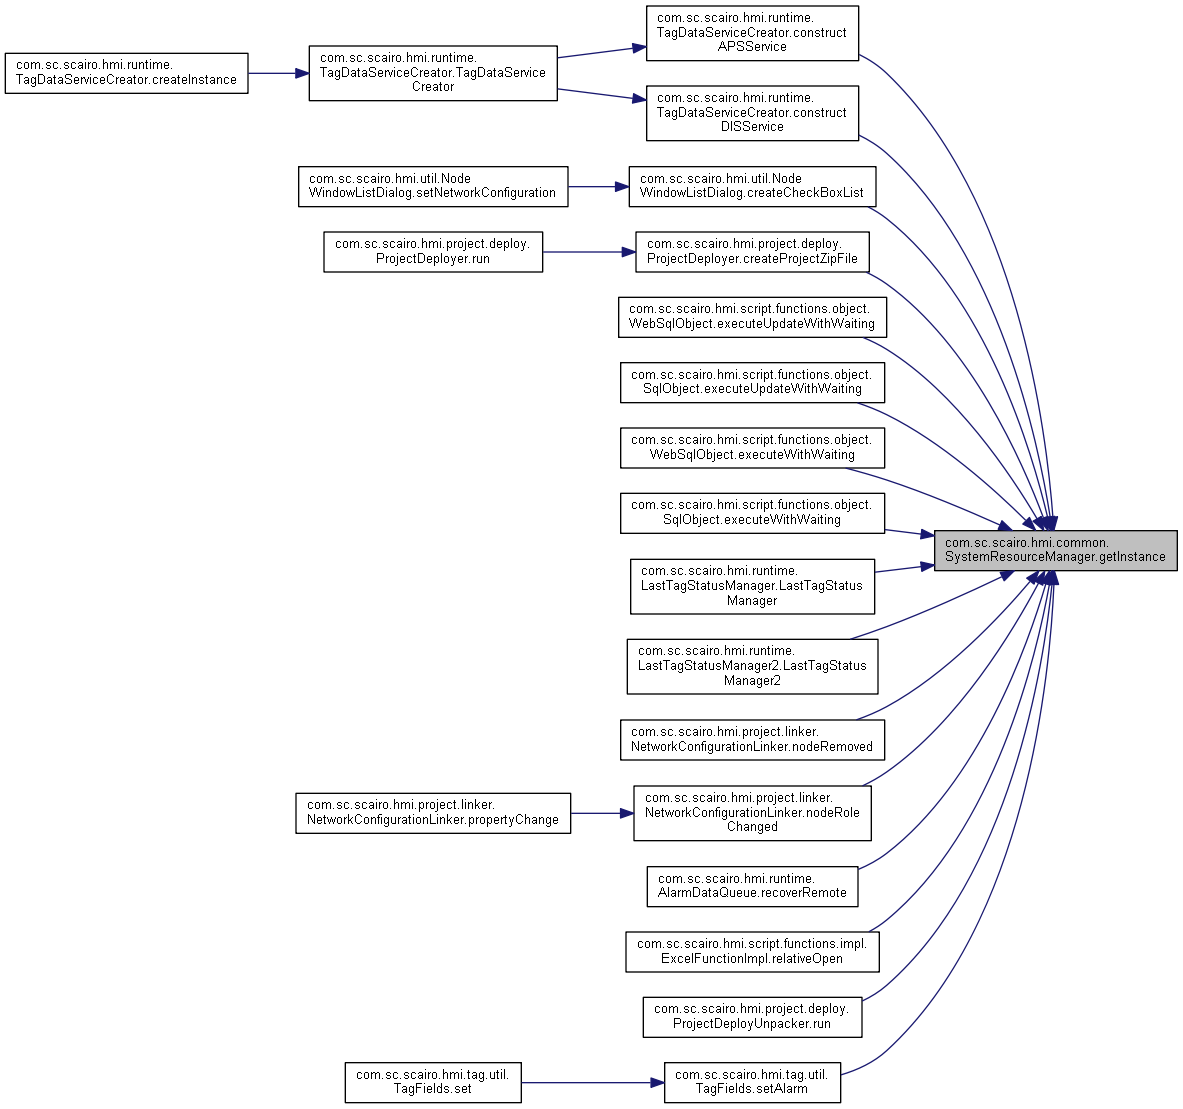 com.sc.scairo.hmi.runtime.
TagDataServiceCreator.construct
APSService
com.sc.scairo.hmi.runtime.
TagDataServiceCreator.TagDataService
Creator
com.sc.scairo.hmi.runtime.
TagDataServiceCreator.createInstance
com.sc.scairo.hmi.runtime.
TagDataServiceCreator.construct
DISService
com.sc.scairo.hmi.util.Node
WindowListDialog.setNetworkConfiguration
com.sc.scairo.hmi.util.Node
WindowListDialog.createCheckBoxList
com.sc.scairo.hmi.project.deploy.
ProjectDeployer.run
com.sc.scairo.hmi.project.deploy.
ProjectDeployer.createProjectZipFile
com.sc.scairo.hmi.script.functions.object.
WebSqlObject.executeUpdateWithWaiting
com.sc.scairo.hmi.script.functions.object.
SqlObject.executeUpdateWithWaiting
com.sc.scairo.hmi.script.functions.object.
WebSqlObject.executeWithWaiting
com.sc.scairo.hmi.script.functions.object.
SqlObject.executeWithWaiting
com.sc.scairo.hmi.common.
SystemResourceManager.getInstance
com.sc.scairo.hmi.runtime.
LastTagStatusManager.LastTagStatus
Manager
com.sc.scairo.hmi.runtime.
LastTagStatusManager2.LastTagStatus
Manager2
com.sc.scairo.hmi.project.linker.
NetworkConfigurationLinker.nodeRemoved
com.sc.scairo.hmi.project.linker.
NetworkConfigurationLinker.propertyChange
com.sc.scairo.hmi.project.linker.
NetworkConfigurationLinker.nodeRole
Changed
com.sc.scairo.hmi.runtime.
AlarmDataQueue.recoverRemote
com.sc.scairo.hmi.script.functions.impl.
ExcelFunctionImpl.relativeOpen
com.sc.scairo.hmi.project.deploy.
ProjectDeployUnpacker.run
com.sc.scairo.hmi.tag.util.
TagFields.set
com.sc.scairo.hmi.tag.util.
TagFields.setAlarm